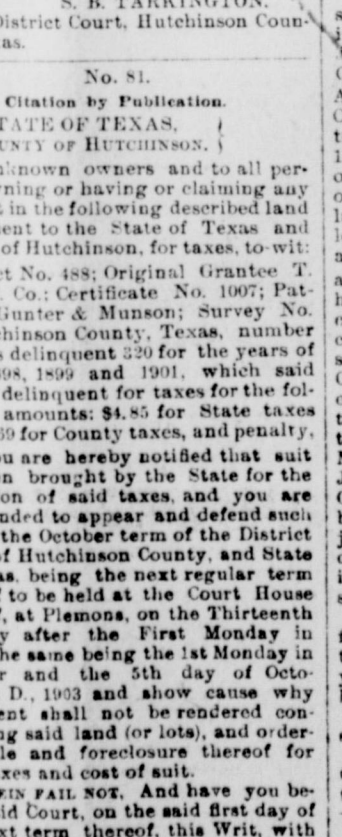 S. B. TARRINGTON.
District Court, Hutchinson Coun-
as.
No. 81.
Citation by Publication.
TATE OF TEXAS,
UNTY OF HUTCHINSON.
nknown owners and to all per-
ning or having or claiming any
t in the following described land
ent to the State of Texas and
of Hutchinson, for taxes, to-wit:
ct No. 488; Original Grantee T.
. Co.; Certificate No. 1007; Pat-
Gunter & Munson; Survey No.
hinson County, Texas, number
s delinquent 320 for the years of
898, 1899 and 1901, which said
delinquent for taxes for the fol-
amounts: $4.85 for State taxes
59 for County taxes, and penalty,
ou are hereby notified that suit
n brought by the State for the
on of said taxes, and you are
nded to appear and defend such
the October term of the District
of Hutchinson County, and State
as. being the next regular term
f to be held at the Court House
, at Plemons, on the Thirteenth
y after the First Monday in
he same being the 1st Monday in
r and the 5th day of Octo-
D., 1903 and show cause why
ent shall not be rendered con-
ng said land (or lots), and order-
le and foreclosure thereof for
xes and cost of suit.
EIN FAIL NOT, And have you be-
id Court, on the said first day of
xt term thereof, this Writ, with